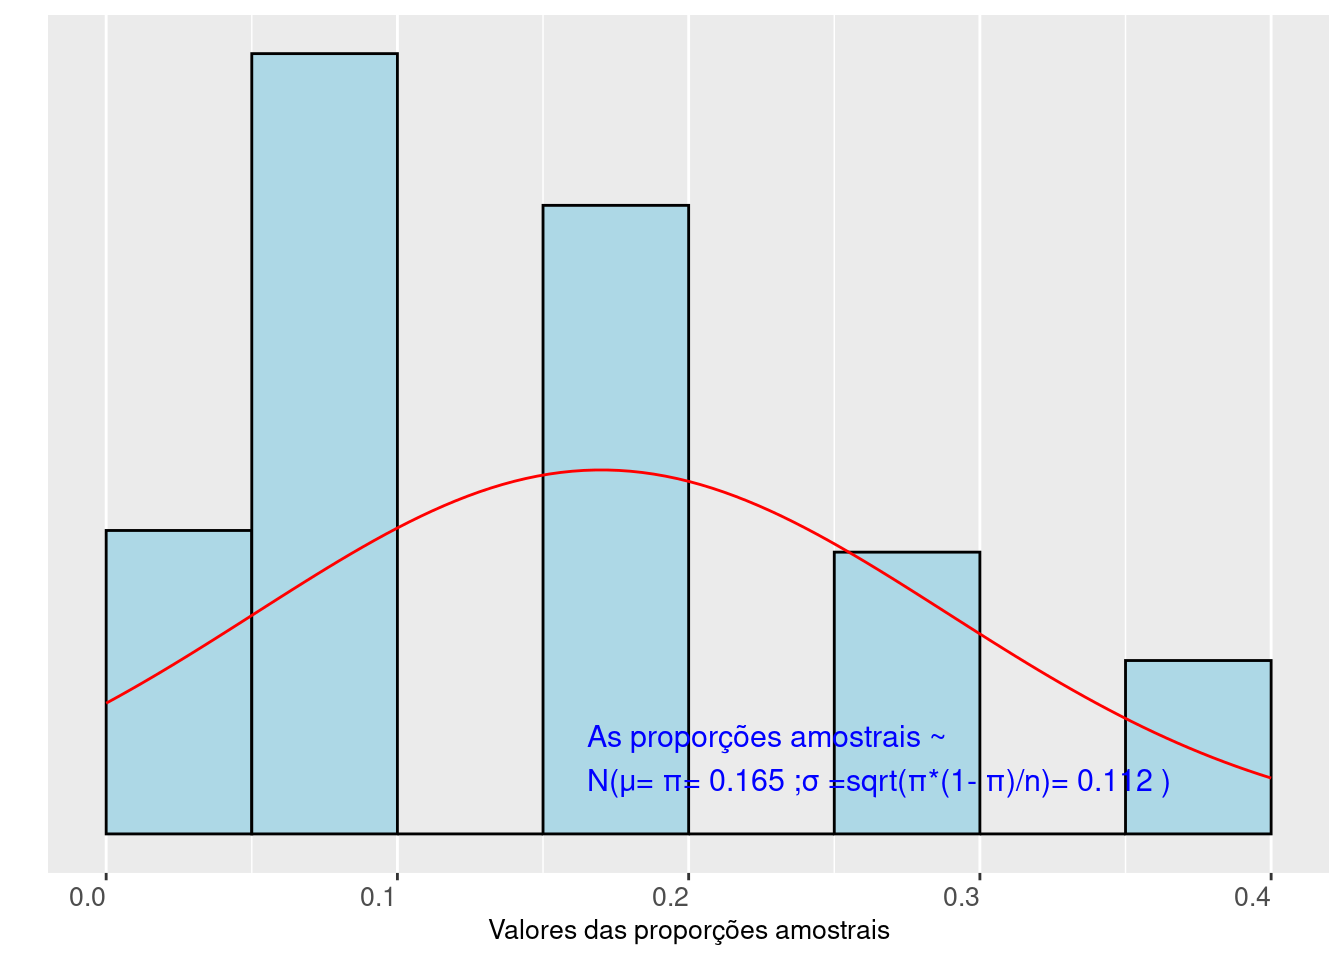 As proporções amostrais ~
N(μ= π= 0.165 ;σ =sqrt(π*(1- π)/n)= 0.112 )
0.0 0.1 0.2 0.3 0.4
Valores das proporções amostrais